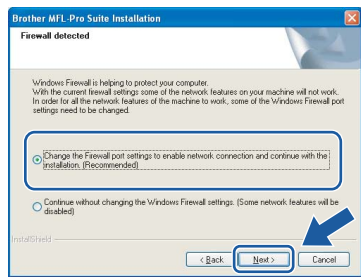 Brother MFL-Pro Suite Installation
Firewall detected
Windows Firewall is helping to protect your computer.
With the current firewall settings some of the network features on your machine will not work.
In order for all the network features of the machine to work, some of the Windows Firewall port
settings need to be changed.
Change the Firewall port settings to enable network connection and continue with the
installation. (Recommended)
Continue without changing the Windows Firewall settings. (Some network features will be
disabled)
InstallShield
< Back
Next >
Cancel